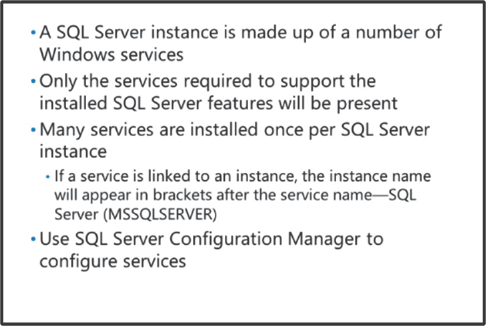 • A SQL Server instance is made up of a number of
Windows services
• Only the services required to support the
installed SQL Server features will be present
• Many services are installed once per SQL Server
instance
• If a service is linked to an instance, the instance name
will appear in brackets after the service name—SQL
Server (MSSQLSERVER)
• Use SQL Server Configuration Manager to
configure services